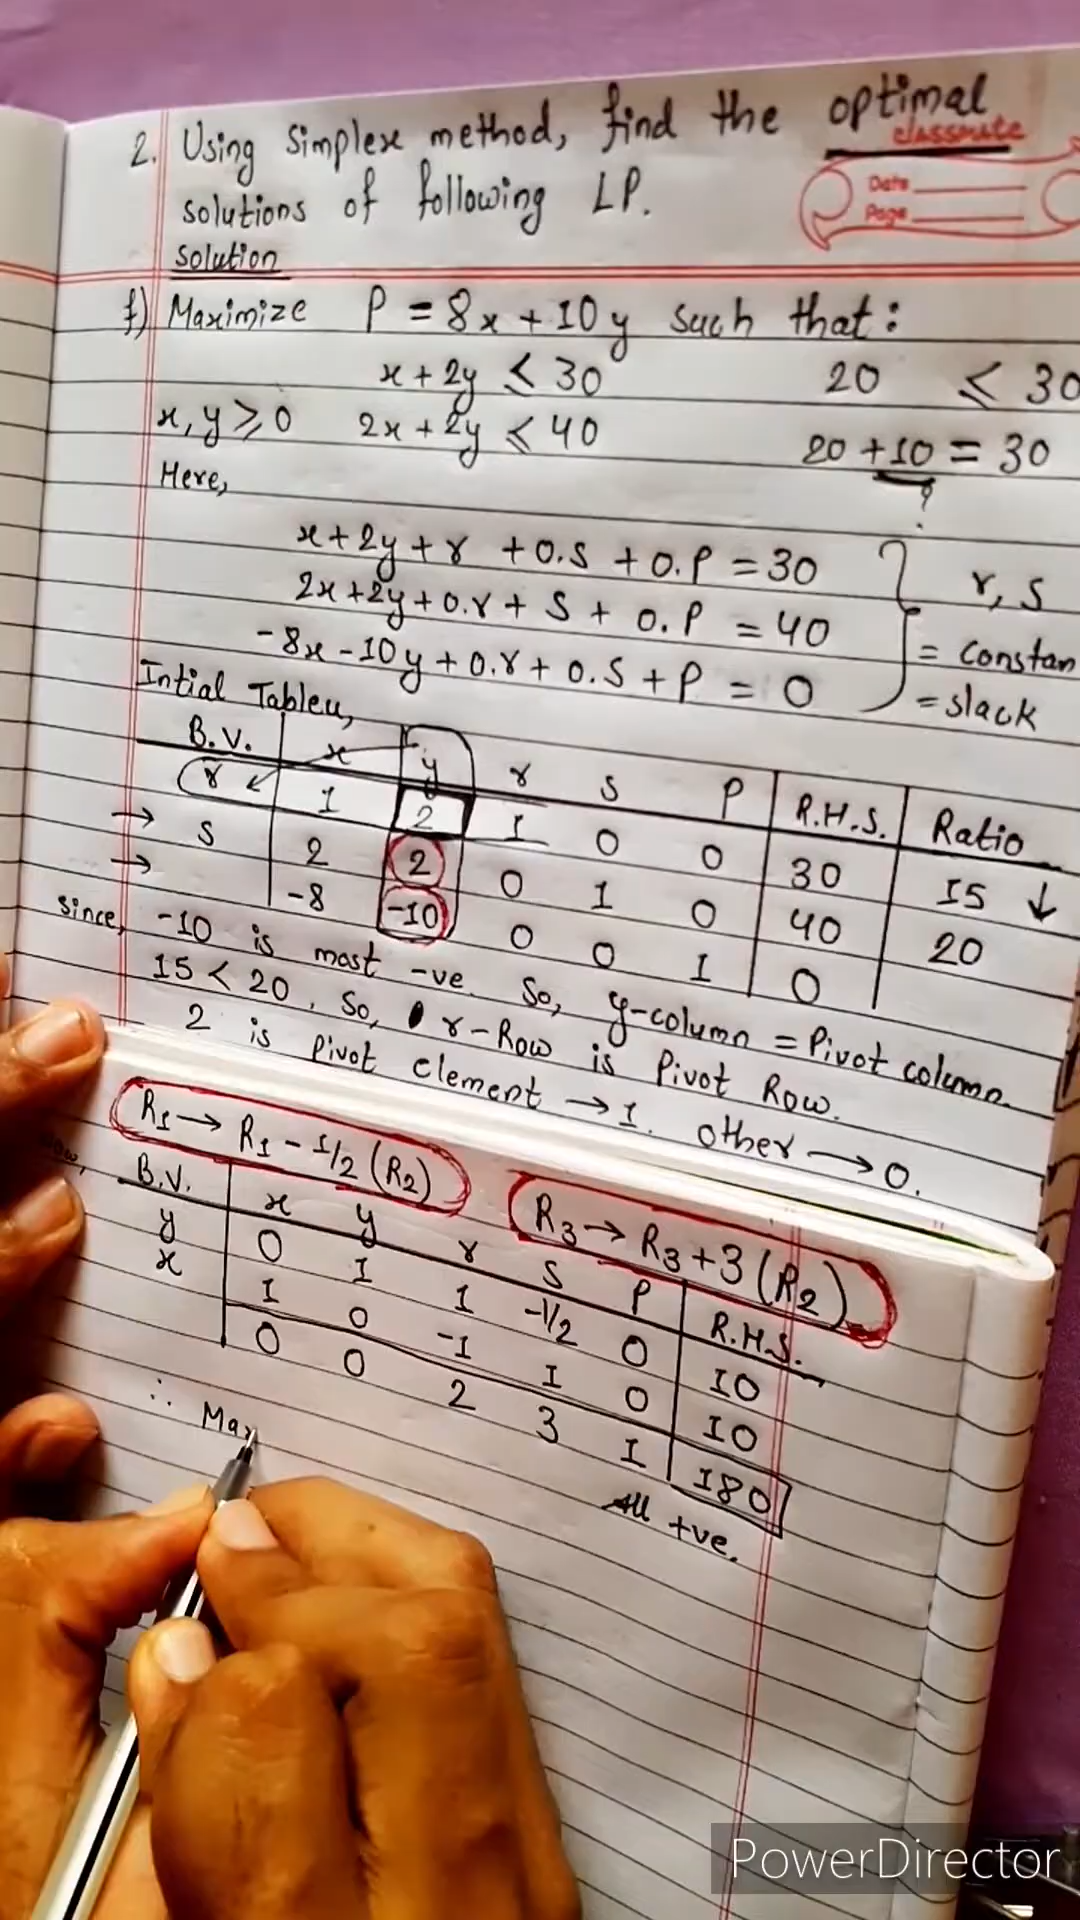 2. Using Simplex method, find the optimal
classmate
solutions of following LP.
Date
Page
Solution
f) Maximize P = 8x + 10y such that:
x + 2y ≤ 30 20 ≤ 30
x, y ≥ 0 2x + 2y ≤ 40 20 + 10 = 30
Here,
x + 2y + r + 0.s + 0.P = 30 r, s
2x + 2y + 0.r + s + 0.P = 40 = constan
-8x - 10y + 0.r + 0.s + P = 0 = slack
Intial Tableu,
B.V. x y r s P R.H.S. Ratio
r 1 2 1 0 0 30 15 ↓
→ s 2 2 0 1 0 40 20
→ -8 -10 0 0 1 0
Since, -10 is most -ve. So, y-column = Pivot column.
15 < 20, So, r-Row is Pivot Row.
2 is Pivot Element → 1. other → 0.
R1 → R1 - 1/2 (R2) R3 → R3 + 3 (R2)
B.V. x y r s P R.H.S.
y 0 1 1 -1/2 0 10
x 1 0 -1 1 0 10
0 0 2 3 1 180
∴ Max
All +ve.
PowerDirector